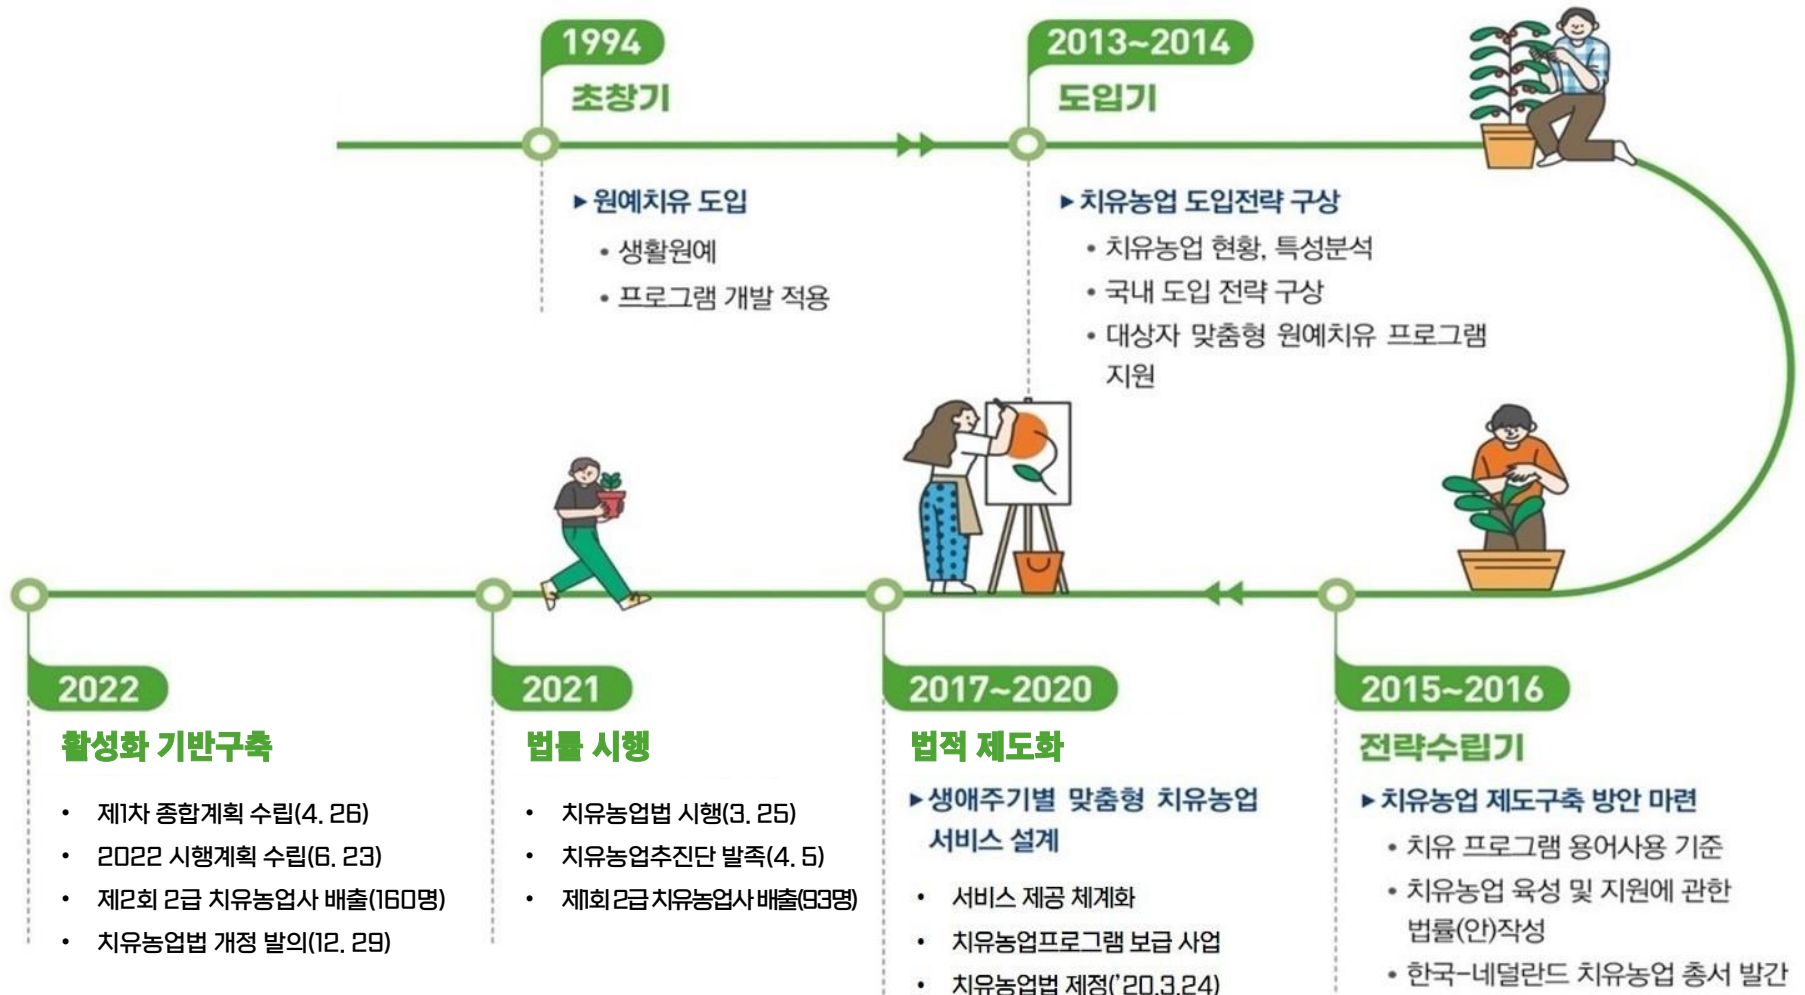 1994
초창기
▶ 원예치유 도입
• 생활원예
• 프로그램 개발 적용
2013~2014
도입기
▶ 치유농업 도입전략 구상
• 치유농업 현황, 특성분석
• 국내 도입 전략 구상
• 대상자 맞춤형 원예치유 프로그램
지원
2015~2016
전략수립기
▶ 치유농업 제도구축 방안 마련
• 치유 프로그램 용어사용 기준
• 치유농업 육성 및 지원에 관한
법률(안)작성
• 한국-네덜란드 치유농업 총서 발간
2017~2020
법적 제도화
▶ 생애주기별 맞춤형 치유농업
서비스 설계
• 서비스 제공 체계화
• 치유농업프로그램 보급 사업
• 치유농업법 제정('20.3.24)
2021
법률 시행
• 치유농업법 시행(3. 25)
• 치유농업추진단 발족(4. 5)
• 제1회 2급 치유농업사 배출(93명)
2022
활성화 기반구축
• 제1차 종합계획 수립(4. 26)
• 2022 시행계획 수립(6. 23)
• 제2회 2급 치유농업사 배출(160명)
• 치유농업법 개정 발의(12. 29)